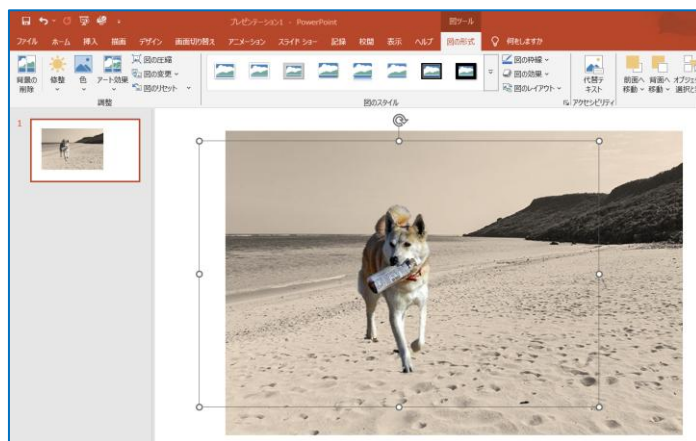 プレゼンテーション1 - PowerPoint
図ツール
ファイル ホーム 挿入 描画 デザイン 画面切り替え アニメーション スライド ショー 記録 校閲 表示 ヘルプ 図の形式 何をしますか
背景の
削除
修整
色
アート効果
図の圧縮
図の変更
図のリセット
調整
図のスタイル
図の枠線
図の効果
図のレイアウト
代替テ
キスト
アクセシビリティ
前面へ
移動
背面へ
移動
オブジェ
選択と
1